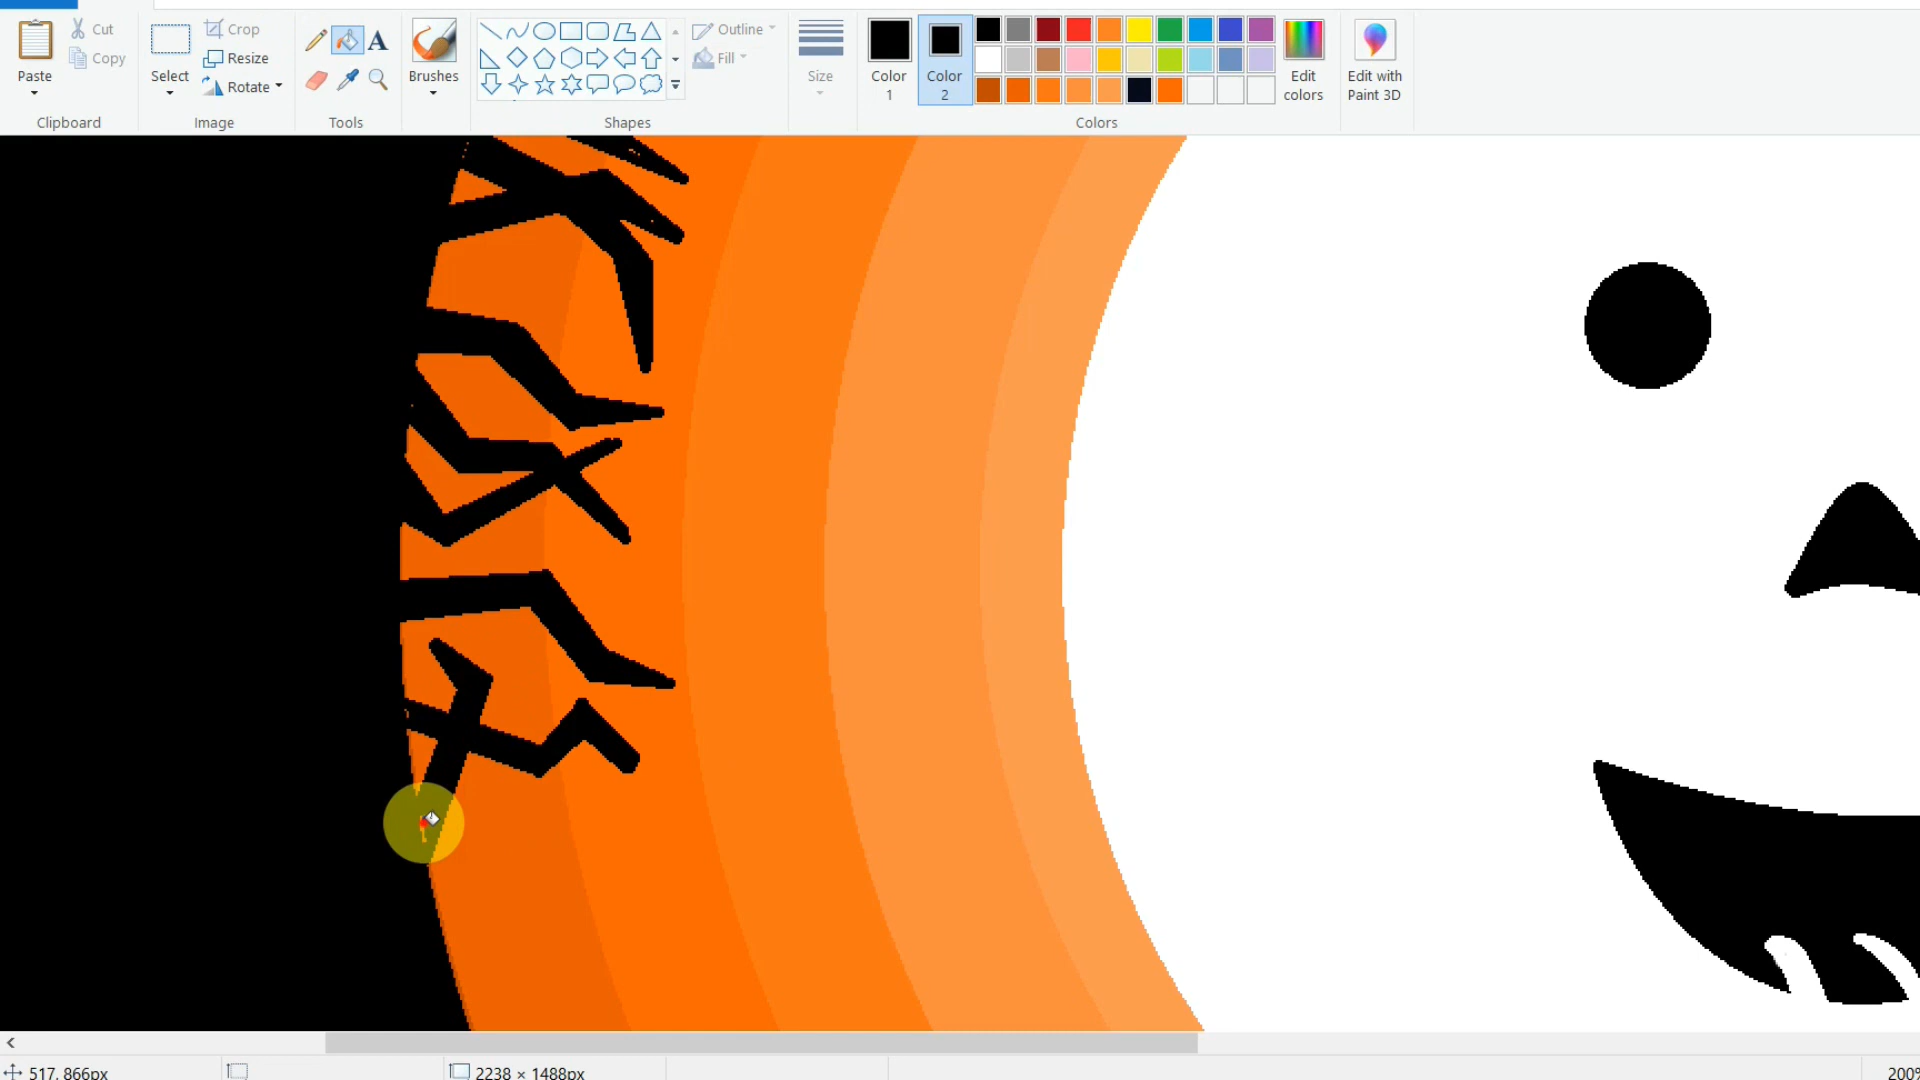 Paste
Cut
Copy
Clipboard
Select
Crop
Resize
Rotate
Image
A
Tools
Brushes
Shapes
Outline
Fill
Size
Color
1
Color
2
Colors
Edit
colors
Edit with
Paint 3D
517, 866px
2238 × 1488px
200%